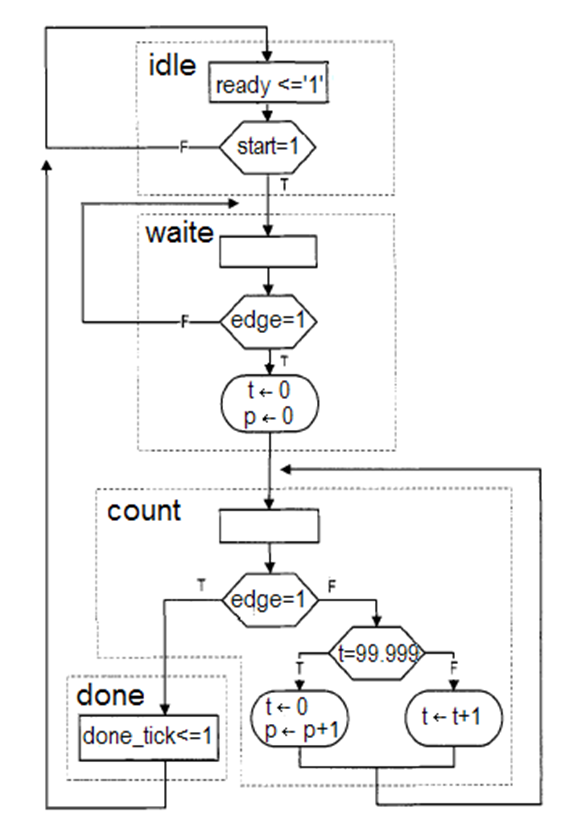 idle
ready <='1'
start=1
F
T
waite
edge=1
F
T
t ← 0
p ← 0
count
T
edge=1
F
t=99.999
T
F
done
t ← 0
p ← p+1
t ← t+1
done_tick<=1